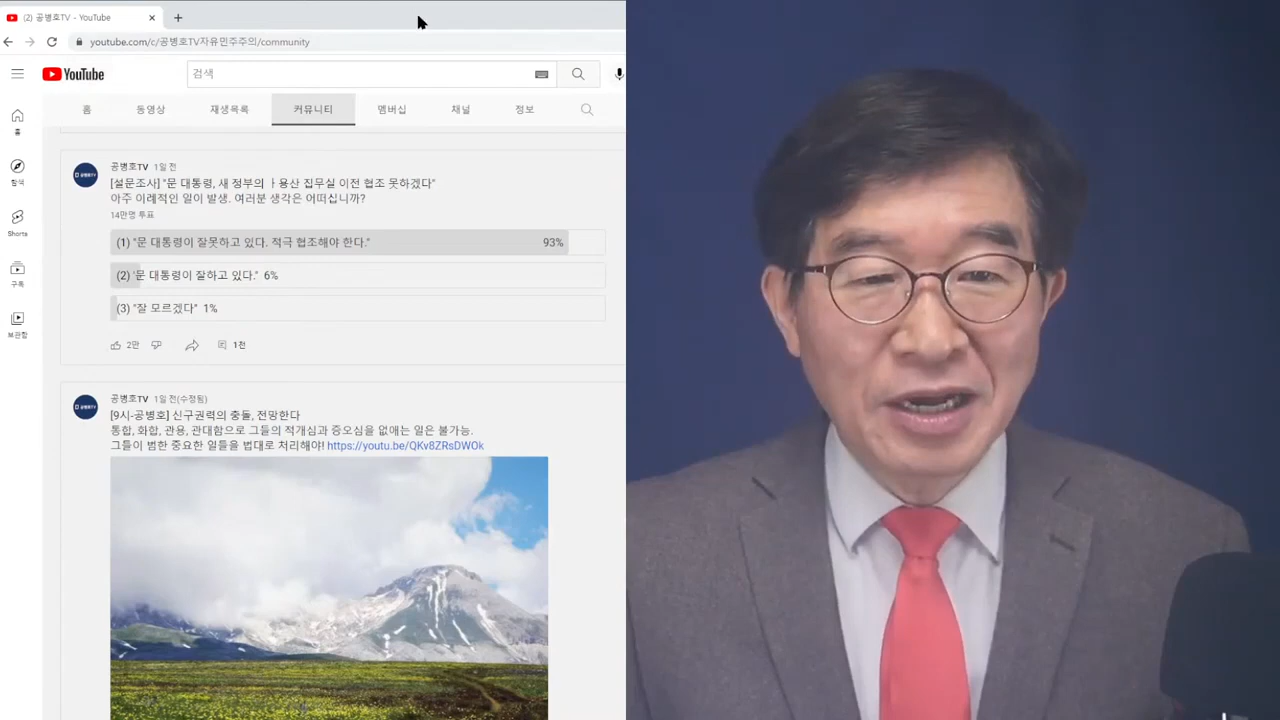 (2) 공병호TV - YouTube
youtube.com/c/공병호TV자유민주주의/community
YouTube
검색
홈 동영상 재생목록 커뮤니티 멤버십 채널 정보
홈
탐색
Shorts
구독
보관함
공병호TV 1일 전
[설문조사] "문 대통령, 새 정부의 ㅏ용산 집무실 이전 협조 못하겠다"
아주 이례적인 일이 발생. 여러분 생각은 어떠십니까?
14만명 투표
(1) "문 대통령이 잘못하고 있다. 적극 협조해야 한다." 93%
(2) '문 대통령이 잘하고 있다." 6%
(3) "잘 모르겠다" 1%
2만 1천
공병호TV 1일 전(수정됨)
[9시-공병호] 신구권력의 충돌, 전망한다
통합, 화합, 관용, 관대함으로 그들의 적개심과 증오심을 없애는 일은 불가능.
그들이 범한 중요한 일들을 법대로 처리해야! https://youtu.be/QKv8ZRsDWOk